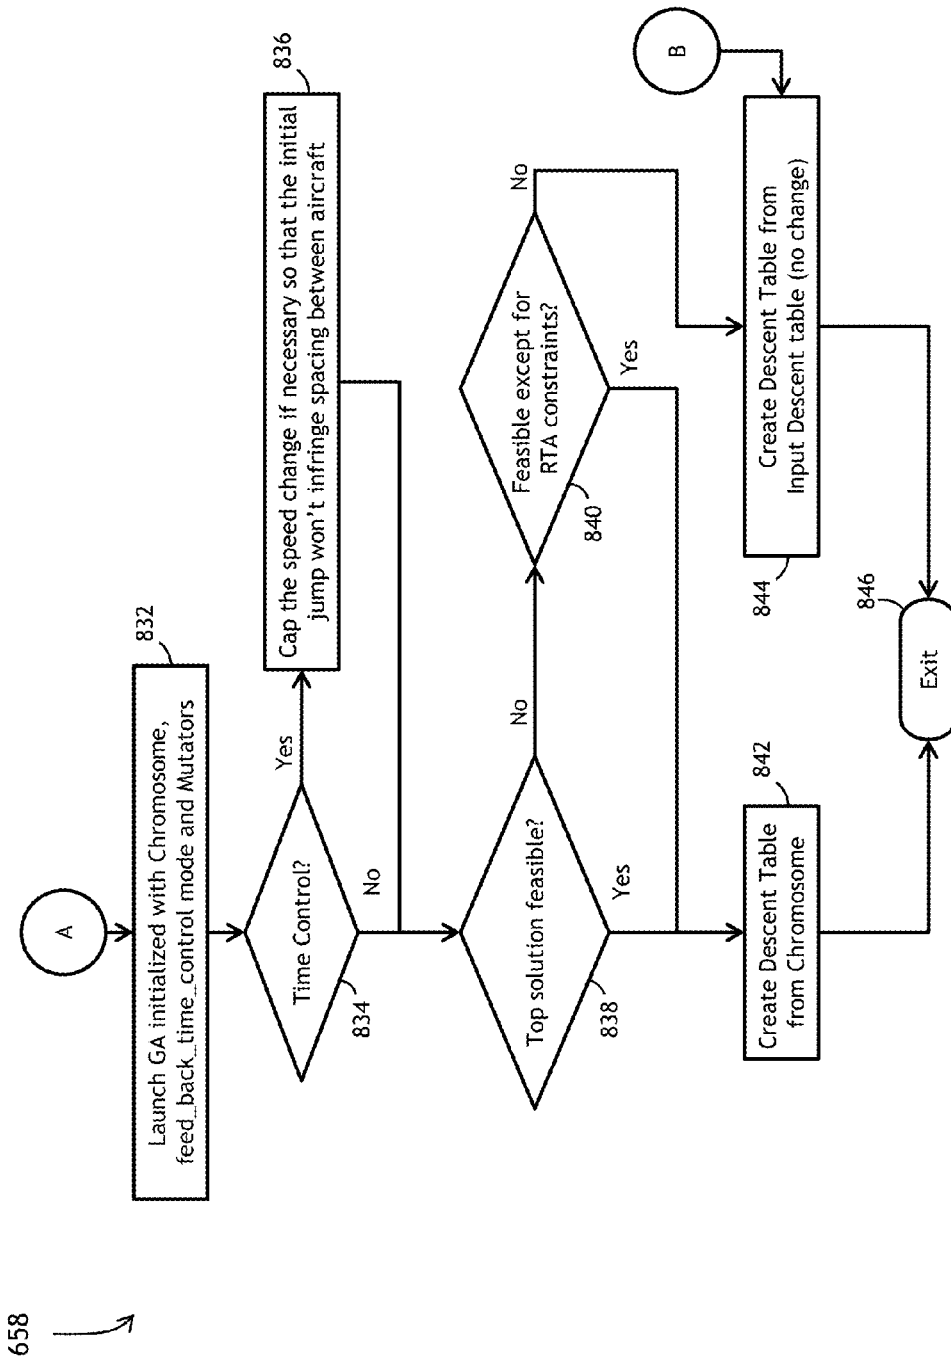 658
A
832
Launch GA initialized with Chromosome,
feed_back_time_control mode and Mutators
Time Control?
834
Yes
No
836
Cap the speed change if necessary so that the initial
jump won't infringe spacing between aircraft
Top solution feasible?
838
No
Yes
Feasible except for
RTA constraints?
840
No
Yes
B
842
Create Descent Table
from Chromosome
844
Create Descent Table from
Input Descent table (no change)
846
Exit